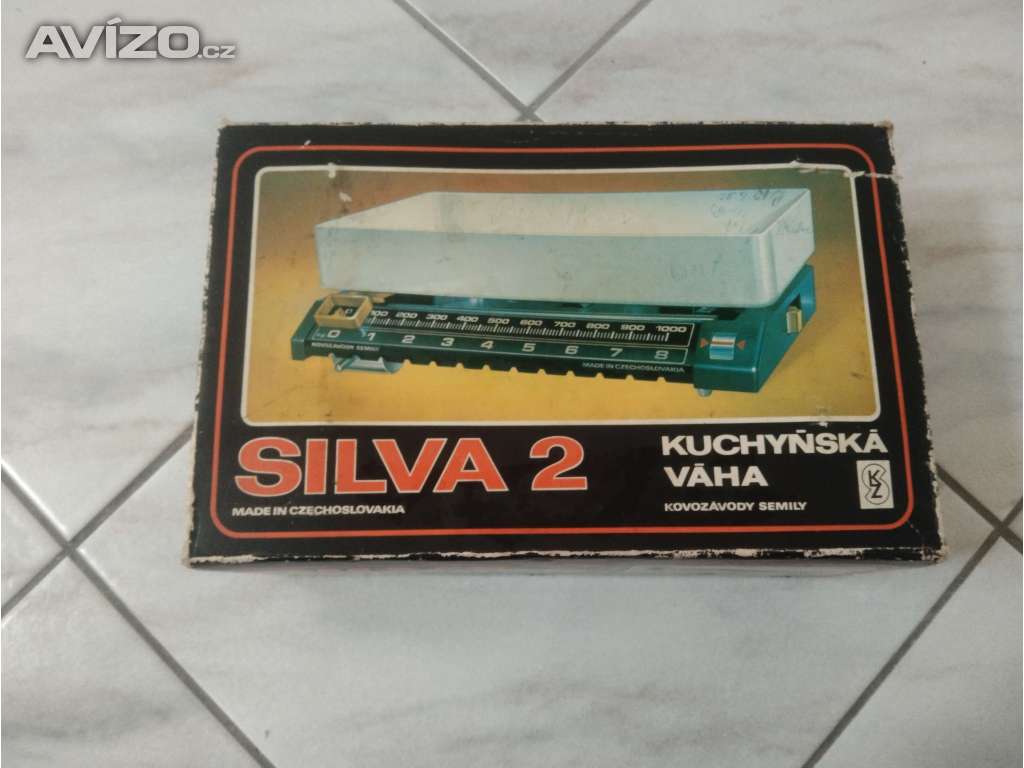 AVÍZO.cz
100 200 300 400 500 600 700 800 900 1000
0 1 2 3 4 5 6 7 8
KOVOZÁVODY SEMILY
MADE IN CZECHOSLOVAKIA
SILVA 2
KUCHYŇSKÁ
VÁHA
MADE IN CZECHOSLOVAKIA
KOVOZÁVODY SEMILY
KSZ